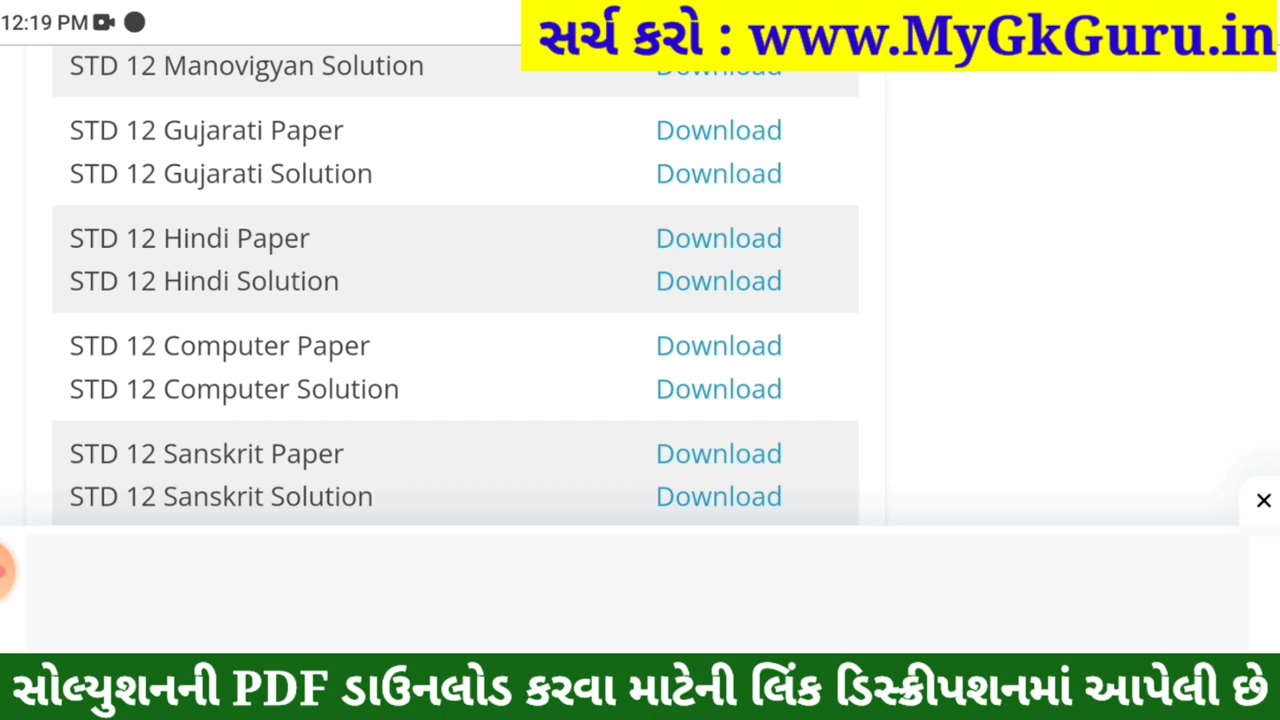 12:19 PM
સર્ચ કરો : www.MyGkGuru.in
STD 12 Manovigyan Solution Download
STD 12 Gujarati Paper Download
STD 12 Gujarati Solution Download
STD 12 Hindi Paper Download
STD 12 Hindi Solution Download
STD 12 Computer Paper Download
STD 12 Computer Solution Download
STD 12 Sanskrit Paper Download
STD 12 Sanskrit Solution Download
સોલ્યુશનની PDF ડાઉનલોડ કરવા માટેની લિંક ડિસ્ક્રીપશનમાં આપેલી છે